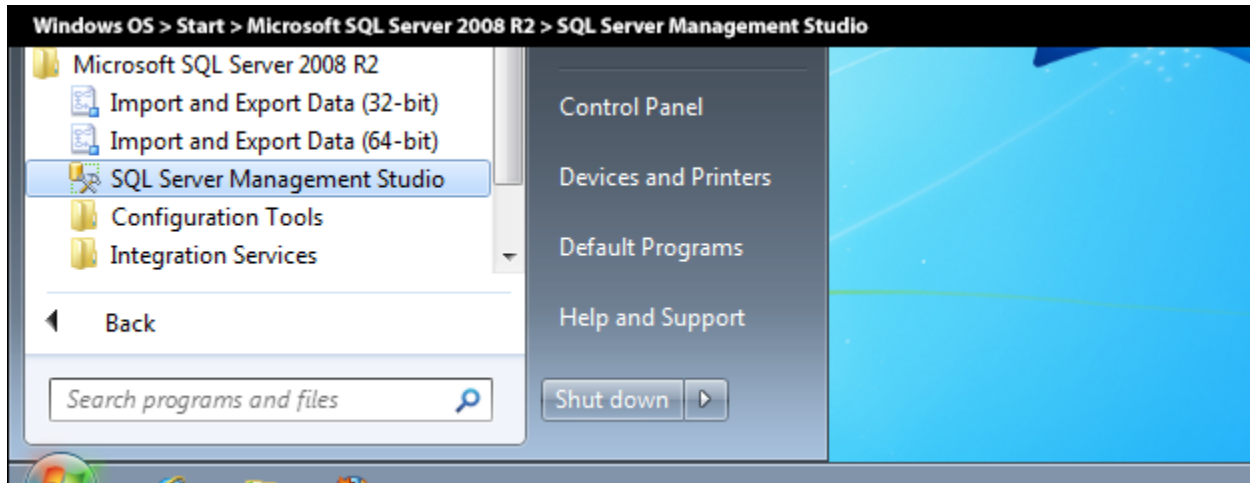 Windows OS > Start > Microsoft SQL Server 2008 R2 > SQL Server Management Studio
Microsoft SQL Server 2008 R2
Import and Export Data (32-bit)
Import and Export Data (64-bit)
SQL Server Management Studio
Configuration Tools
Integration Services
Back
Search programs and files
Control Panel
Devices and Printers
Default Programs
Help and Support
Shut down